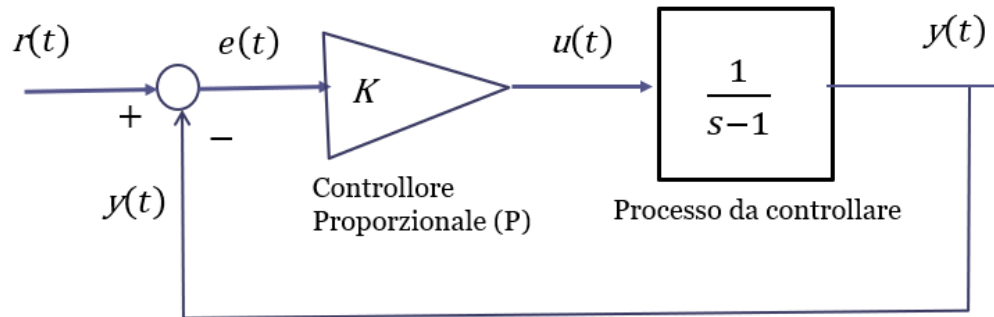 r(t)
e(t)
K
u(t)
1
s−1
y(t)
+
−
y(t)
Controllore
Proporzionale (P)
Processo da controllare